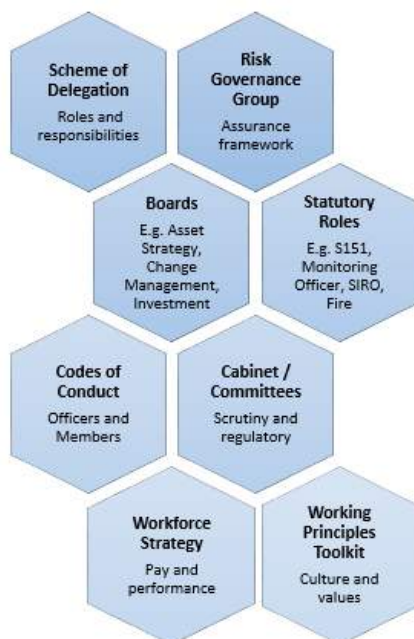 Scheme of
Delegation
Roles and
responsibilities
Risk
Governance
Group
Assurance
framework
Boards
E.g. Asset
Strategy,
Change
Management,
Investment
Statutory
Roles
E.g. S151,
Monitoring
Officer, SIRO,
Fire
Codes of
Conduct
Officers and
Members
Cabinet /
Committees
Scrutiny and
regulatory
Workforce
Strategy
Pay and
performance
Working
Principles
Toolkit
Culture and
values